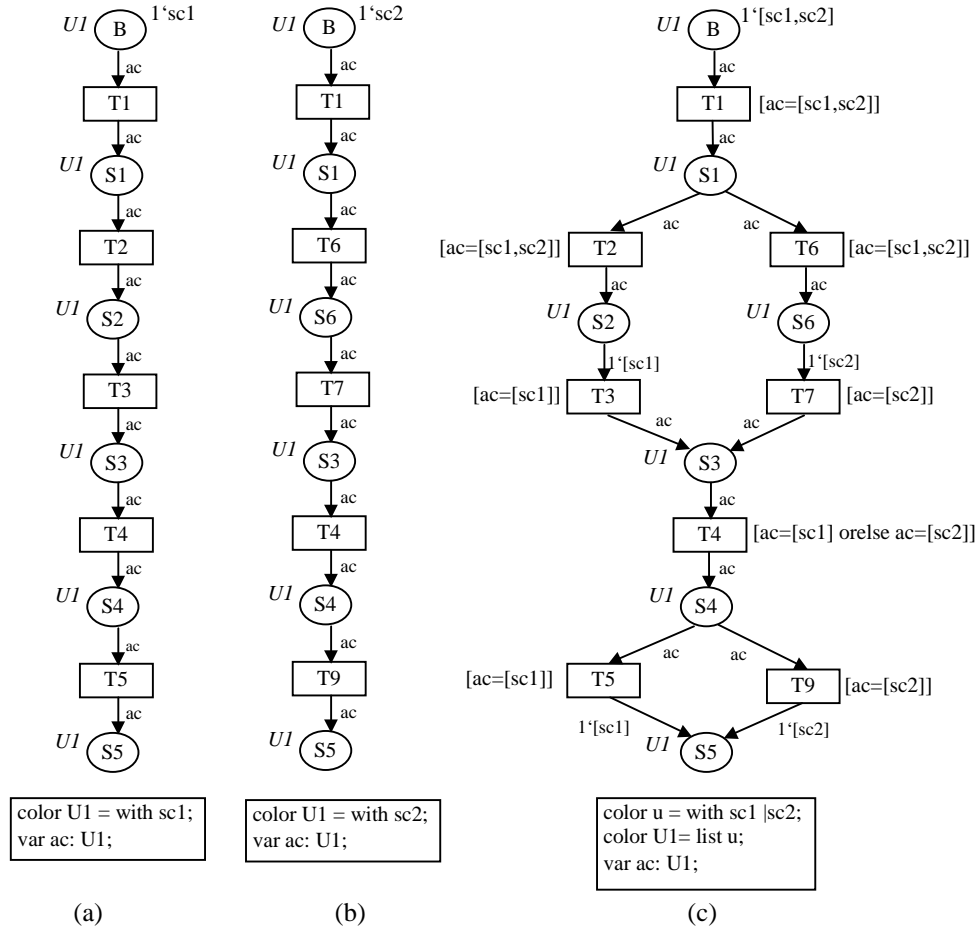 U1 B 1‘sc1
ac
T1
ac
U1 S1
ac
T2
ac
U1 S2
ac
T3
ac
U1 S3
ac
T4
ac
U1 S4
ac
T5
ac
U1 S5
color U1 = with sc1;
var ac: U1;
(a)
U1 B 1‘sc2
ac
T1
ac
U1 S1
ac
T6
ac
U1 S6
ac
T7
ac
U1 S3
ac
T4
ac
U1 S4
ac
T9
ac
U1 S5
color U1 = with sc2;
var ac: U1;
(b)
U1 B 1‘[sc1,sc2]
ac
T1 [ac=[sc1,sc2]]
ac
U1 S1
ac ac
[ac=[sc1,sc2]] T2 T6 [ac=[sc1,sc2]]
ac ac
U1 S2 U1 S6
1‘[sc1] 1‘[sc2]
[ac=[sc1]] T3 T7 [ac=[sc2]]
ac ac
U1 S3
ac
T4 [ac=[sc1] orelse ac=[sc2]]
ac
U1 S4
ac ac
[ac=[sc1]] T5 T9 [ac=[sc2]]
1‘[sc1] 1‘[sc2]
U1 S5
color u = with sc1 |sc2;
color U1= list u;
var ac: U1;
(c)